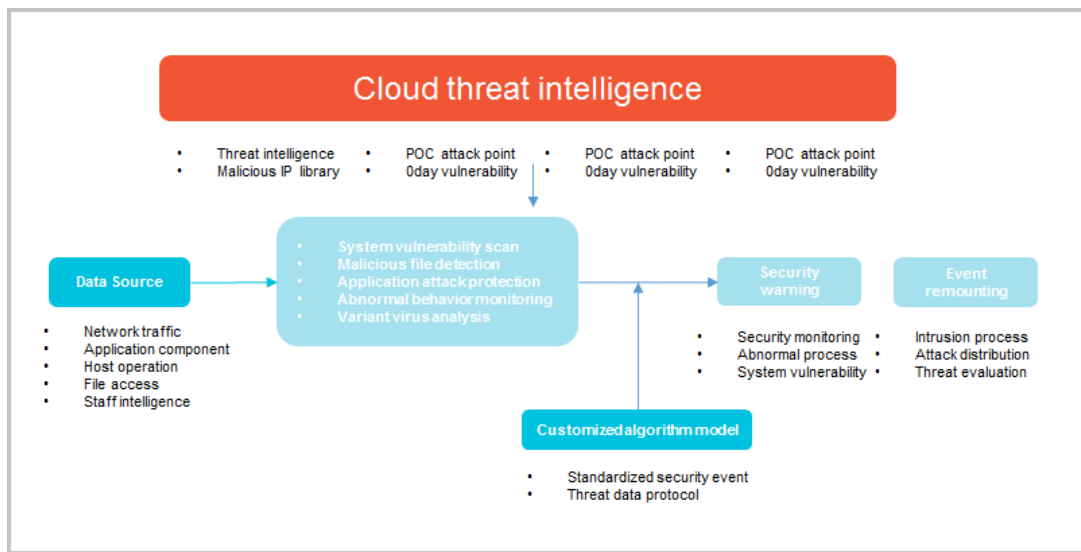 Cloud threat intelligence
• Threat intelligence • POC attack point • POC attack point • POC attack point
• Malicious IP library • 0day vulnerability • 0day vulnerability • 0day vulnerability
• System vulnerability scan
• Malicious file detection
• Application attack protection
• Abnormal behavior monitoring
• Variant virus analysis
Data Source
• Network traffic
• Application component
• Host operation
• File access
• Staff intelligence
Security
warning
• Security monitoring
• Abnormal process
• System vulnerability
Event
remounting
• Intrusion process
• Attack distribution
• Threat evaluation
Customized algorithm model
• Standardized security event
• Threat data protocol